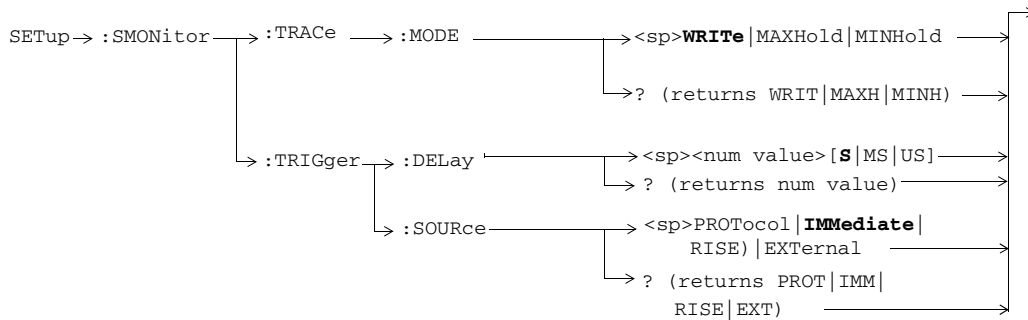 SETup :SMONitor :TRACe :MODE <sp>WRITe|MAXHold|MINHold
? (returns WRIT|MAXH|MINH)
:TRIGger :DELay <sp><num value>[S|MS|US]
? (returns num value)
:SOURce <sp>PROTocol|IMMediate|
RISE)|EXTernal
? (returns PROT|IMM|
RISE|EXT)